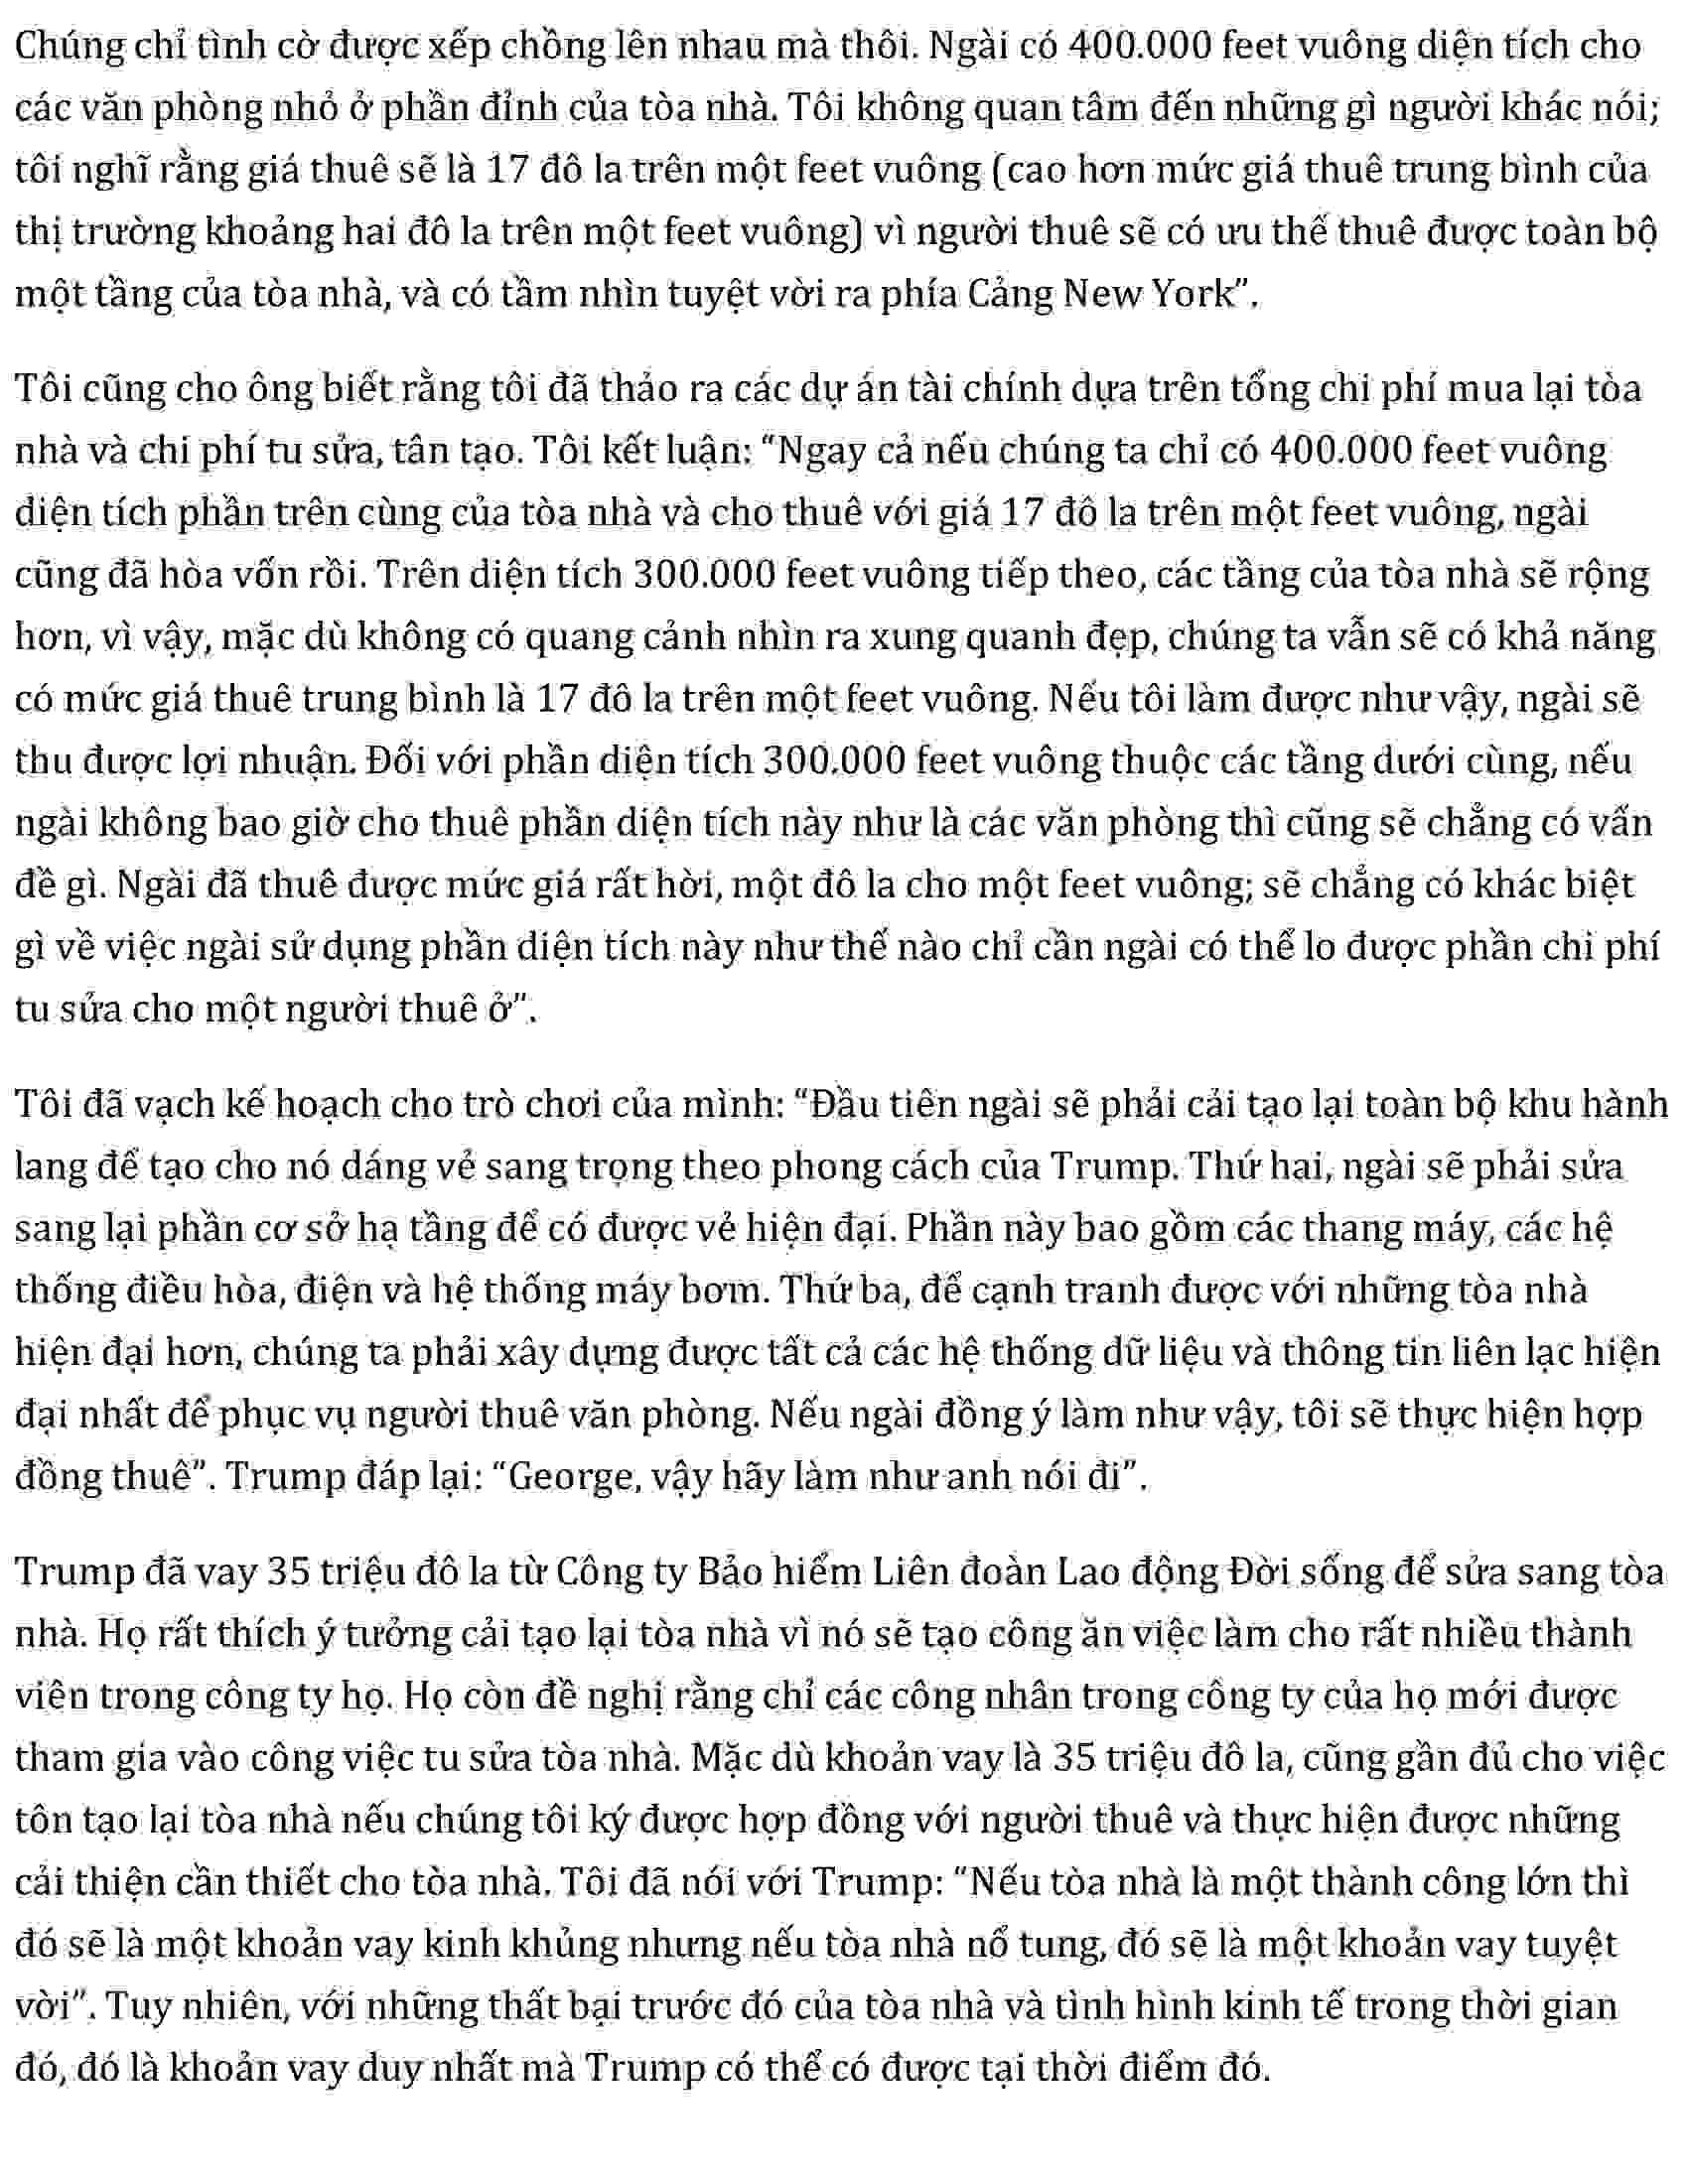 Chúng chỉ tình cờ được xếp chồng lên nhau mà thôi. Ngài có 400.000 feet vuông diện tích cho
các văn phòng nhỏ ở phần đỉnh của tòa nhà. Tôi không quan tâm đến những gì người khác nói;
tôi nghĩ rằng giá thuê sẽ là 17 đô la trên một feet vuông (cao hơn mức giá thuê trung bình của
thị trường khoảng hai đô la trên một feet vuông) vì người thuê sẽ có ưu thế thuê được toàn bộ
một tầng của tòa nhà, và có tầm nhìn tuyệt vời ra phía Cảng New York”.
Tôi cũng cho ông biết rằng tôi đã thảo ra các dự án tài chính dựa trên tổng chi phí mua lại tòa
nhà và chi phí tu sửa, tân tạo. Tôi kết luận: “Ngay cả nếu chúng ta chỉ có 400.000 feet vuông
diện tích phần trên cùng của tòa nhà và cho thuê với giá 17 đô la trên một feet vuông, ngài
cũng đã hòa vốn rồi. Trên diện tích 300.000 feet vuông tiếp theo, các tầng của tòa nhà sẽ rộng
hơn, vì vậy, mặc dù không có quang cảnh nhìn ra xung quanh đẹp, chúng ta vẫn sẽ có khả năng
có mức giá thuê trung bình là 17 đô la trên một feet vuông. Nếu tôi làm được như vậy, ngài sẽ
thu được lợi nhuận. Đối với phần diện tích 300.000 feet vuông thuộc các tầng dưới cùng, nếu
ngài không bao giờ cho thuê phần diện tích này như là các văn phòng thì cũng sẽ chẳng có vấn
đề gì. Ngài đã thuê được mức giá rất hời, một đô la cho một feet vuông; sẽ chẳng có khác biệt
gì về việc ngài sử dụng phần diện tích này như thế nào chỉ cần ngài có thể lo được phần chi phí
tu sửa cho một người thuê ở”.
Tôi đã vạch kế hoạch cho trò chơi của mình: “Đầu tiên ngài sẽ phải cải tạo lại toàn bộ khu hành
lang để tạo cho nó dáng vẻ sang trọng theo phong cách của Trump. Thứ hai, ngài sẽ phải sửa
sang lại phần cơ sở hạ tầng để có được vẻ hiện đại. Phần này bao gồm các thang máy, các hệ
thống điều hòa, điện và hệ thống máy bơm. Thứ ba, để cạnh tranh được với những tòa nhà
hiện đại hơn, chúng ta phải xây dựng được tất cả các hệ thống dữ liệu và thông tin liên lạc hiện
đại nhất để phục vụ người thuê văn phòng. Nếu ngài đồng ý làm như vậy, tôi sẽ thực hiện hợp
đồng thuê”. Trump đáp lại: “George, vậy hãy làm như anh nói đi”.
Trump đã vay 35 triệu đô la từ Công ty Bảo hiểm Liên đoàn Lao động Đời sống để sửa sang tòa
nhà. Họ rất thích ý tưởng cải tạo lại tòa nhà vì nó sẽ tạo công ăn việc làm cho rất nhiều thành
viên trong công ty họ. Họ còn đề nghị rằng chỉ các công nhân trong công ty của họ mới được
tham gia vào công việc tu sửa tòa nhà. Mặc dù khoản vay là 35 triệu đô la, cũng gần đủ cho việc
tôn tạo lại tòa nhà nếu chúng tôi ký được hợp đồng với người thuê và thực hiện được những
cải thiện cần thiết cho tòa nhà. Tôi đã nói với Trump: “Nếu tòa nhà là một thành công lớn thì
đó sẽ là một khoản vay kinh khủng nhưng nếu tòa nhà nổ tung, đó sẽ là một khoản vay tuyệt
vời”. Tuy nhiên, với những thất bại trước đó của tòa nhà và tình hình kinh tế trong thời gian
đó, đó là khoản vay duy nhất mà Trump có thể có được tại thời điểm đó.